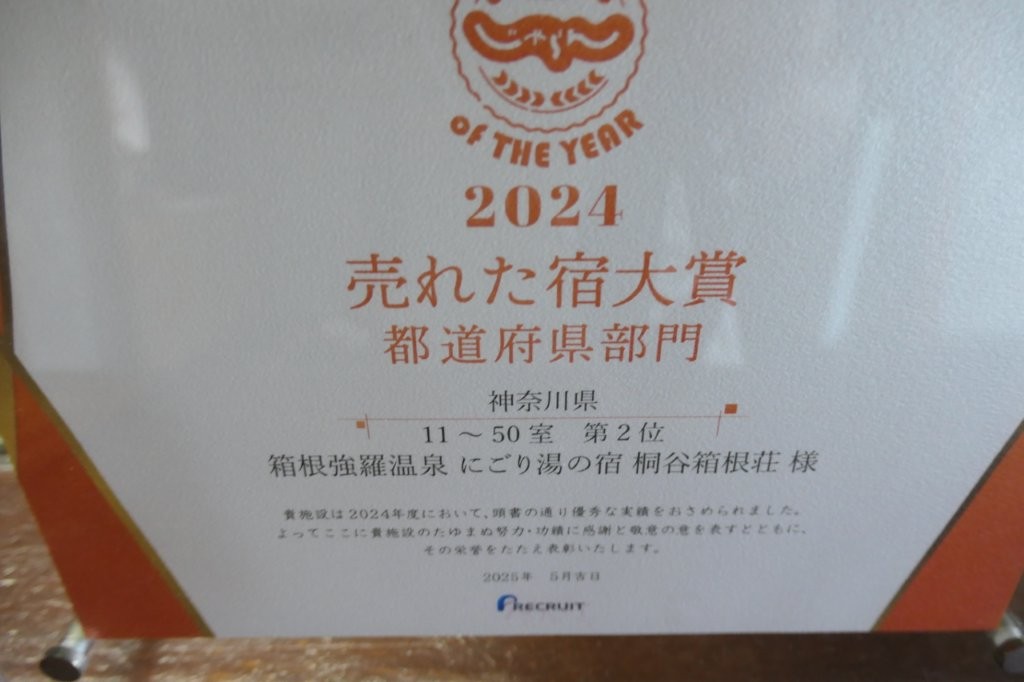 じゃらん
OF THE YEAR
2024
売れた宿大賞
都道府県部門
神奈川県
11～50室 第2位
箱根強羅温泉 にごり湯の宿 桐谷箱根荘 様
貴施設は2024年度において、頭書の通り優秀な実績をおさめられました。
よってここに貴施設のたゆまぬ努力・功績に感謝と敬意の意を表すとともに、
その栄誉をたたえ表彰いたします。
2025年 5月吉日
RECRUIT